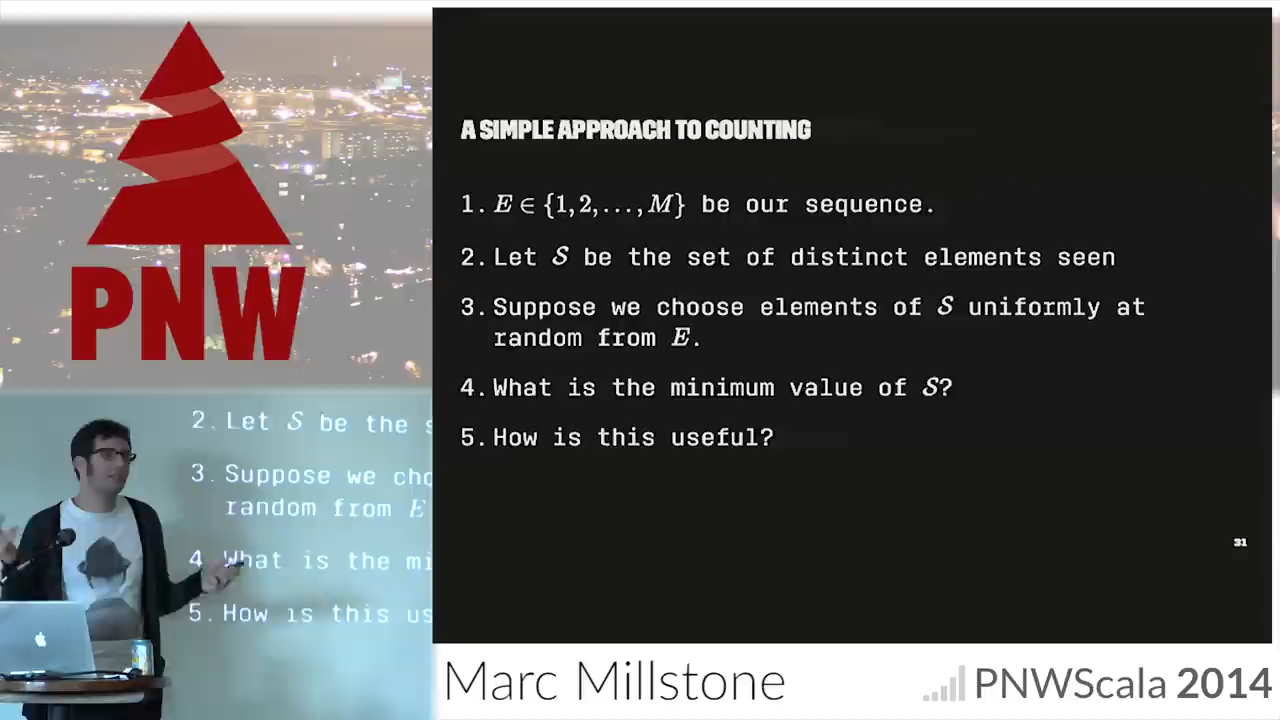 PNW
A SIMPLE APPROACH TO COUNTING
1. E ∈ {1, 2, . . . , M} be our sequence.
2. Let S be the set of distinct elements seen
3. Suppose we choose elements of S uniformly at
random from E.
4. What is the minimum value of S?
5. How is this useful?
31
2. Let S be the s
3. Suppose we cho
random from E
4. What is the mi
5. How is this us
Marc Millstone
PNWScala 2014